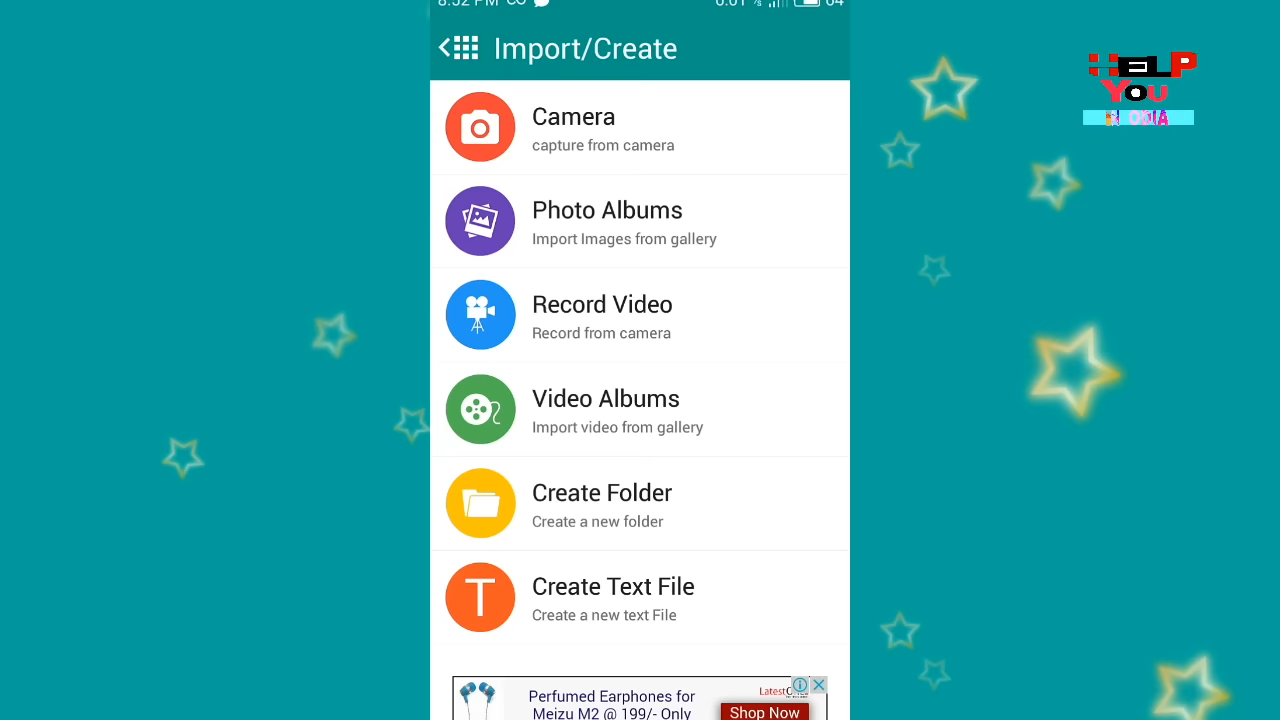 8:52 PM
Import/Create
Camera
capture from camera
Photo Albums
Import Images from gallery
Record Video
Record from camera
Video Albums
Import video from gallery
Create Folder
Create a new folder
T
Create Text File
Create a new text File
Perfumed Earphones for
Meizu M2 @ 199/- Only
Shop Now
HELP
YOU